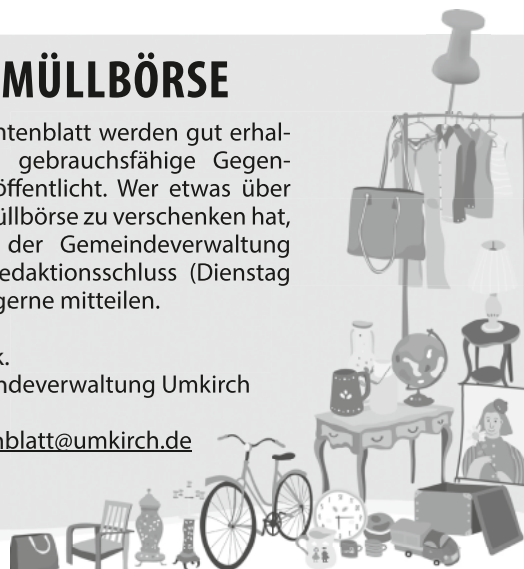 MÜLLBÖRSE
ntenblatt werden gut erhal-
gebrauchsfähige Gegen-
öffentlicht. Wer etwas über
üllbörse zu verschenken hat,
der Gemeindeverwaltung
edaktionsschluss (Dienstag
gerne mitteilen.
k.
ndeverwaltung Umkirch
nblatt@umkirch.de